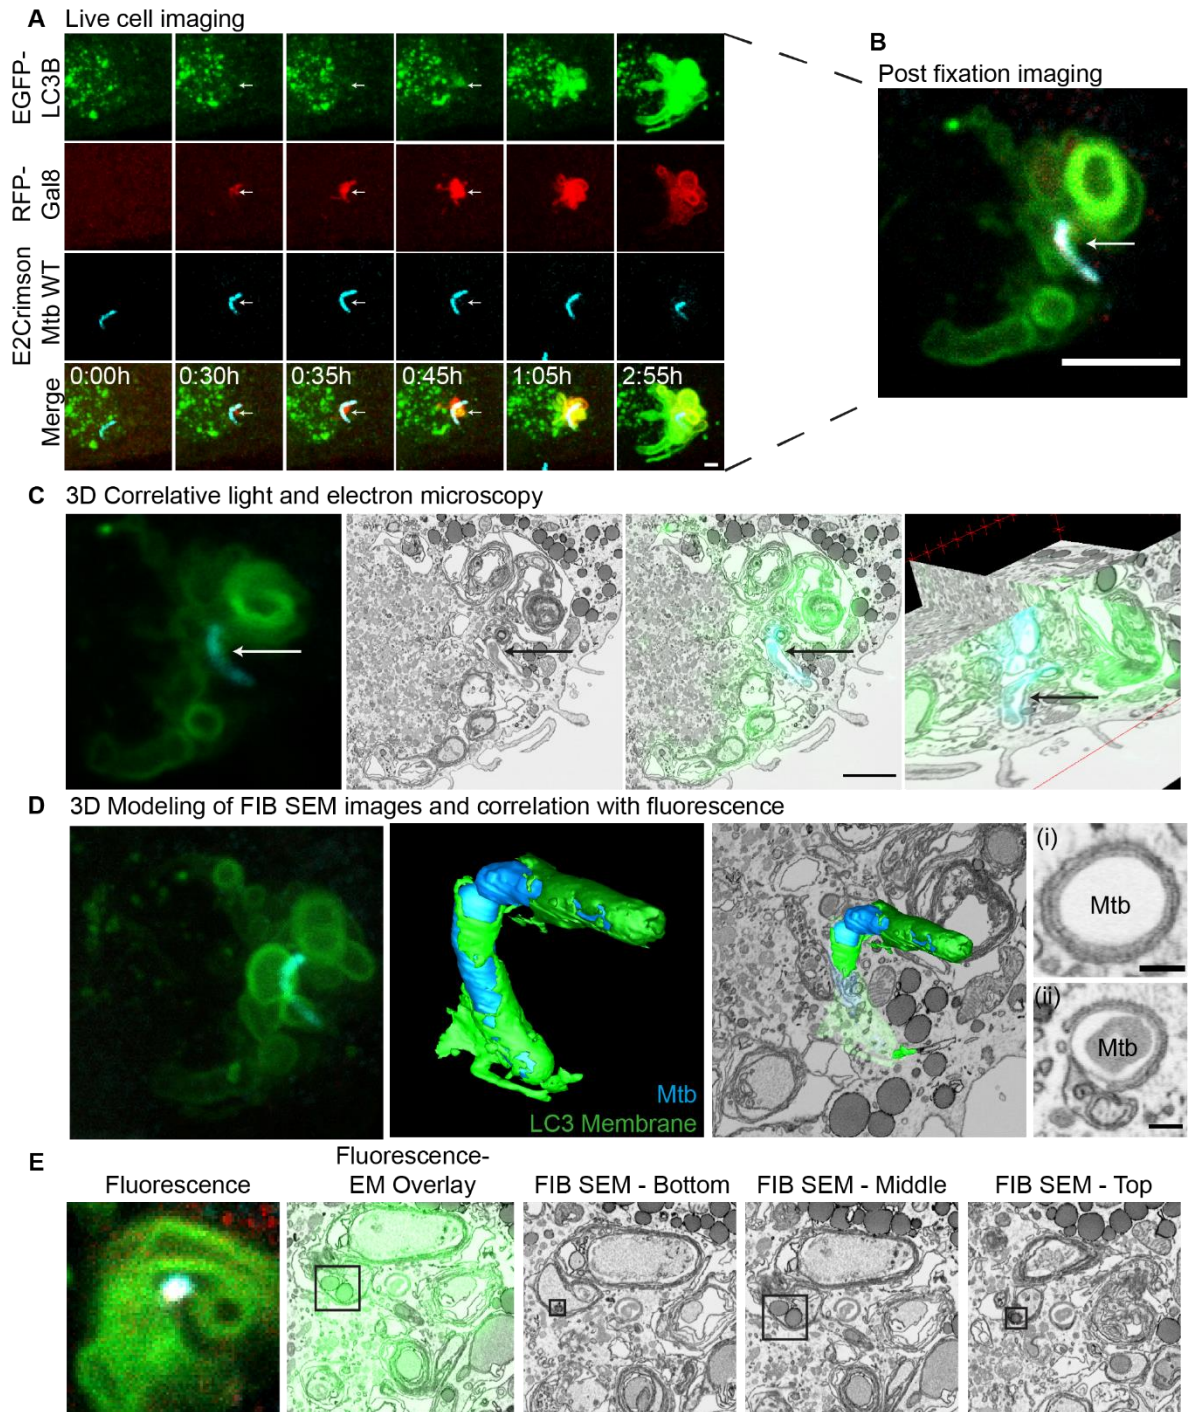 A Live cell imaging
EGFP-
LC3B
RFP-
Gal8
E2Crimson
Mtb WT
Merge
0:00h 0:30h 0:35h 0:45h 1:05h 2:55h
B
Post fixation imaging
C 3D Correlative light and electron microscopy
D 3D Modeling of FIB SEM images and correlation with fluorescence
Mtb
LC3 Membrane
(i)
Mtb
(ii)
Mtb
E
Fluorescence
Fluorescence-
EM Overlay
FIB SEM - Bottom
FIB SEM - Middle
FIB SEM - Top